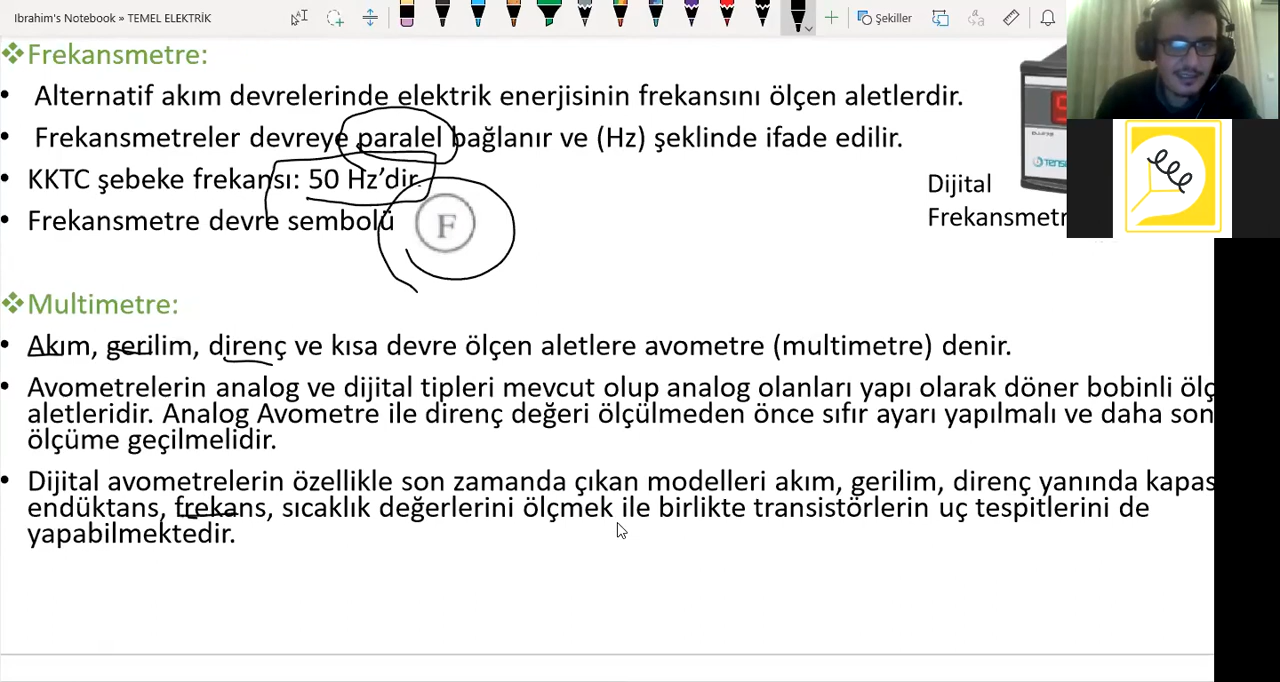 Ibrahim's Notebook » TEMEL ELEKTRİK
Şekiller
Frekansmetre:
Alternatif akım devrelerinde elektrik enerjisinin frekansını ölçen aletlerdir.
Frekansmetreler devreye paralel bağlanır ve (Hz) şeklinde ifade edilir.
KKTC şebeke frekansı: 50 Hz’dir.
Frekansmetre devre sembolü F
Dijital
Frekansmetr
Multimetre:
Akım, gerilim, direnç ve kısa devre ölçen aletlere avometre (multimetre) denir.
Avometrelerin analog ve dijital tipleri mevcut olup analog olanları yapı olarak döner bobinli ölç
aletleridir. Analog Avometre ile direnç değeri ölçülmeden önce sıfır ayarı yapılmalı ve daha son
ölçüme geçilmelidir.
Dijital avometrelerin özellikle son zamanda çıkan modelleri akım, gerilim, direnç yanında kapas
endüktans, frekans, sıcaklık değerlerini ölçmek ile birlikte transistörlerin uç tespitlerini de
yapabilmektedir.